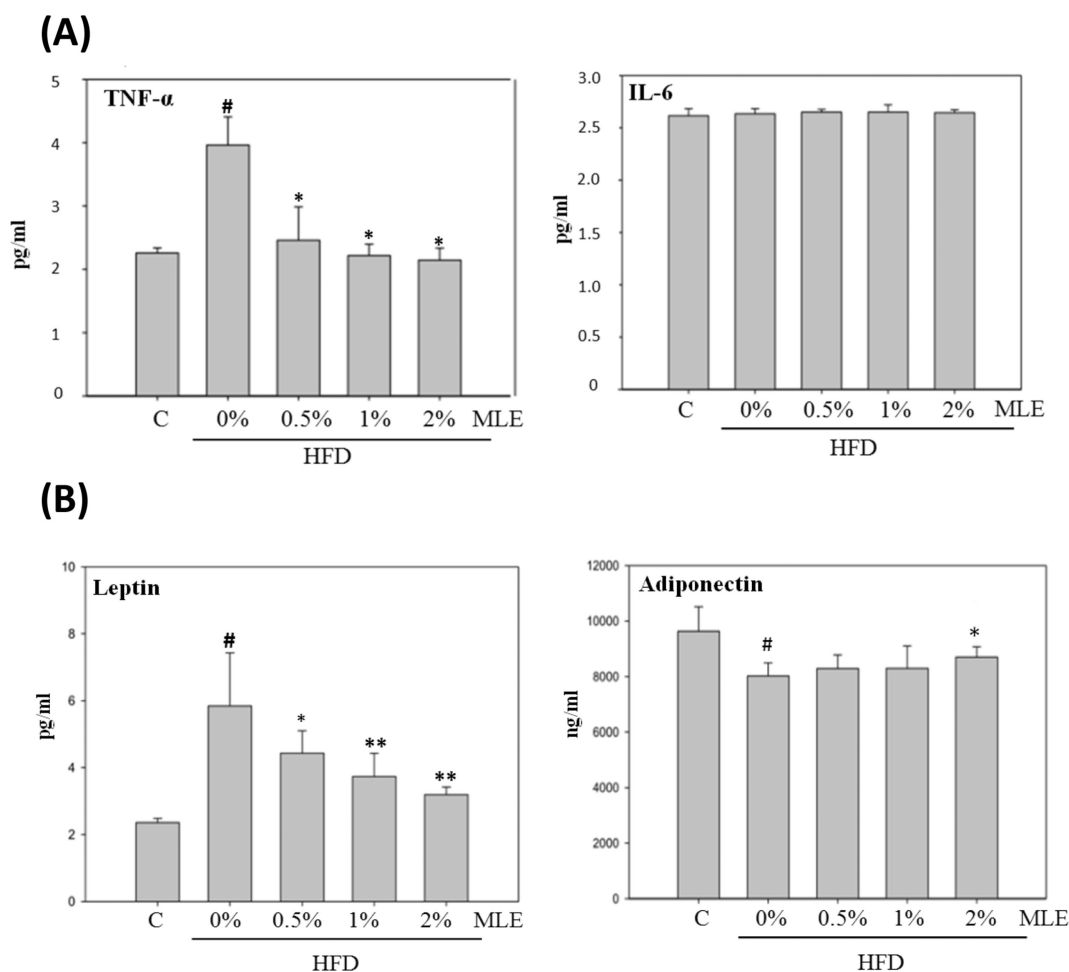 (A)
TNF-α
5
4
3
2
1
0
pg/ml
#
*
*
*
C 0% 0.5% 1% 2% MLE
HFD
IL-6
3.0
2.5
2.0
1.5
1.0
0.5
0
pg/ml
C 0% 0.5% 1% 2% MLE
HFD
(B)
Leptin
10
8
6
4
2
0
pg/ml
#
*
**
**
C 0% 0.5% 1% 2% MLE
HFD
Adiponectin
12000
10000
8000
6000
4000
2000
0
ng/ml
#
*
C 0% 0.5% 1% 2% MLE
HFD